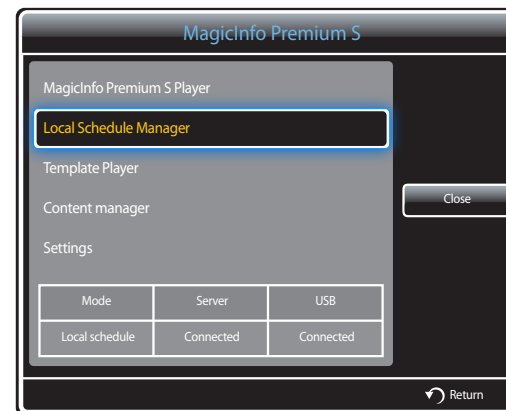 MagicInfo Premium S
MagicInfo Premium S Player
Local Schedule Manager
Template Player
Content manager
Settings
Close
Mode Server USB
Local schedule Connected Connected
Return